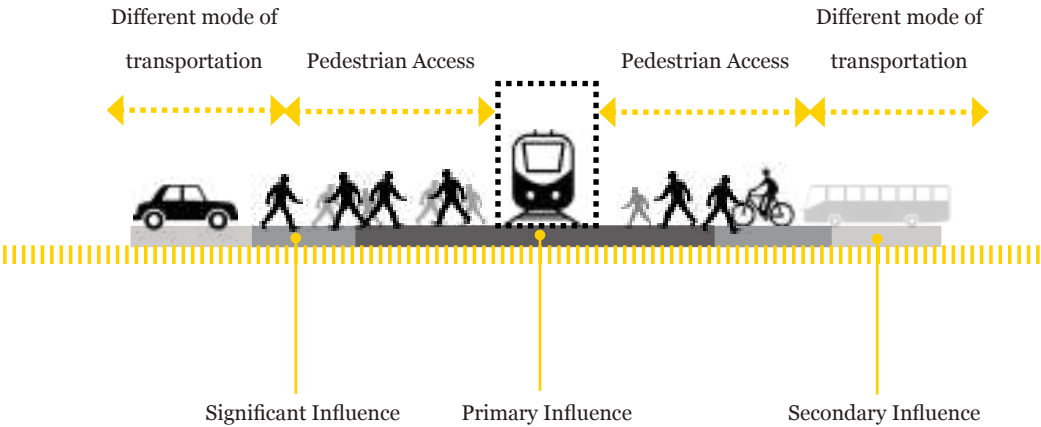 Different mode of
transportation
Pedestrian Access
Pedestrian Access
Different mode of
transportation
Significant Influence
Primary Influence
Secondary Influence